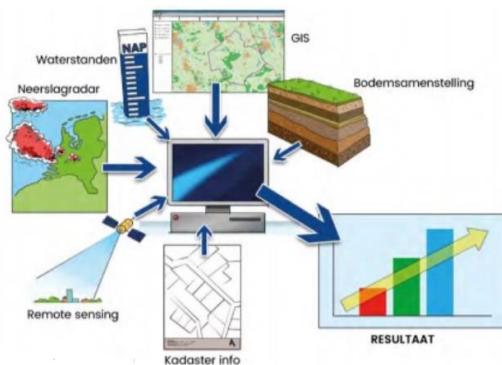 GIS
Waterstanden
NAP
Neerslagradar
Bodemsamenstelling
Remote sensing
Kadaster info
RESULTAAT